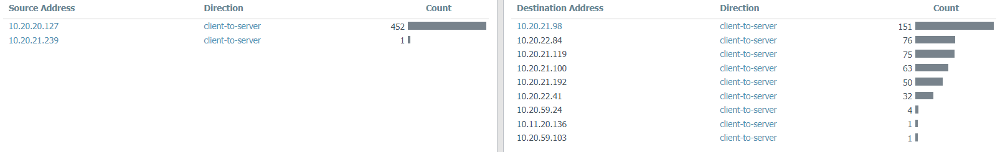 Source Address Direction Count
10.20.20.127 client-to-server 452
10.20.21.239 client-to-server 1
Destination Address Direction Count
10.20.21.98 client-to-server 151
10.20.22.84 client-to-server 76
10.20.21.119 client-to-server 75
10.20.21.100 client-to-server 63
10.20.21.192 client-to-server 50
10.20.22.41 client-to-server 32
10.20.59.24 client-to-server 4
10.11.20.136 client-to-server 1
10.20.59.103 client-to-server 1